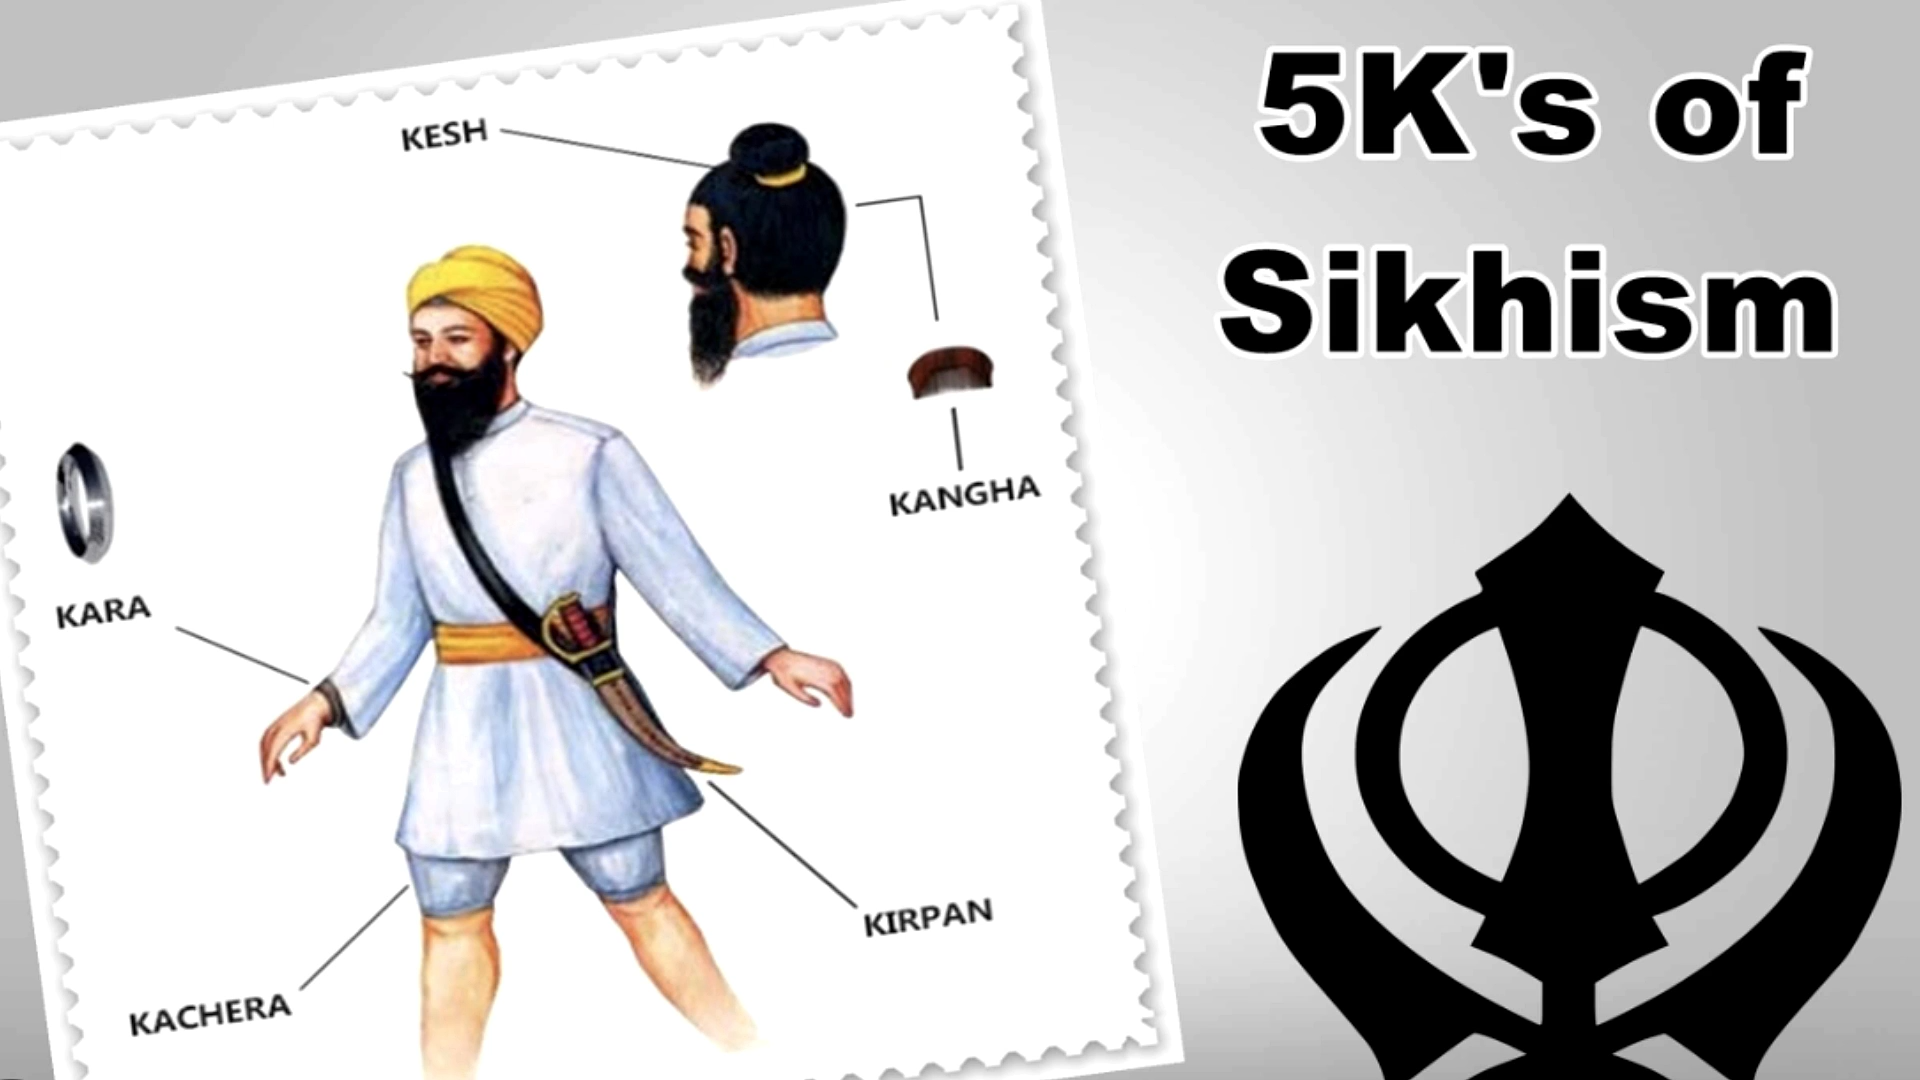 5K's of
Sikhism
KESH
KANGHA
KARA
KIRPAN
KACHERA